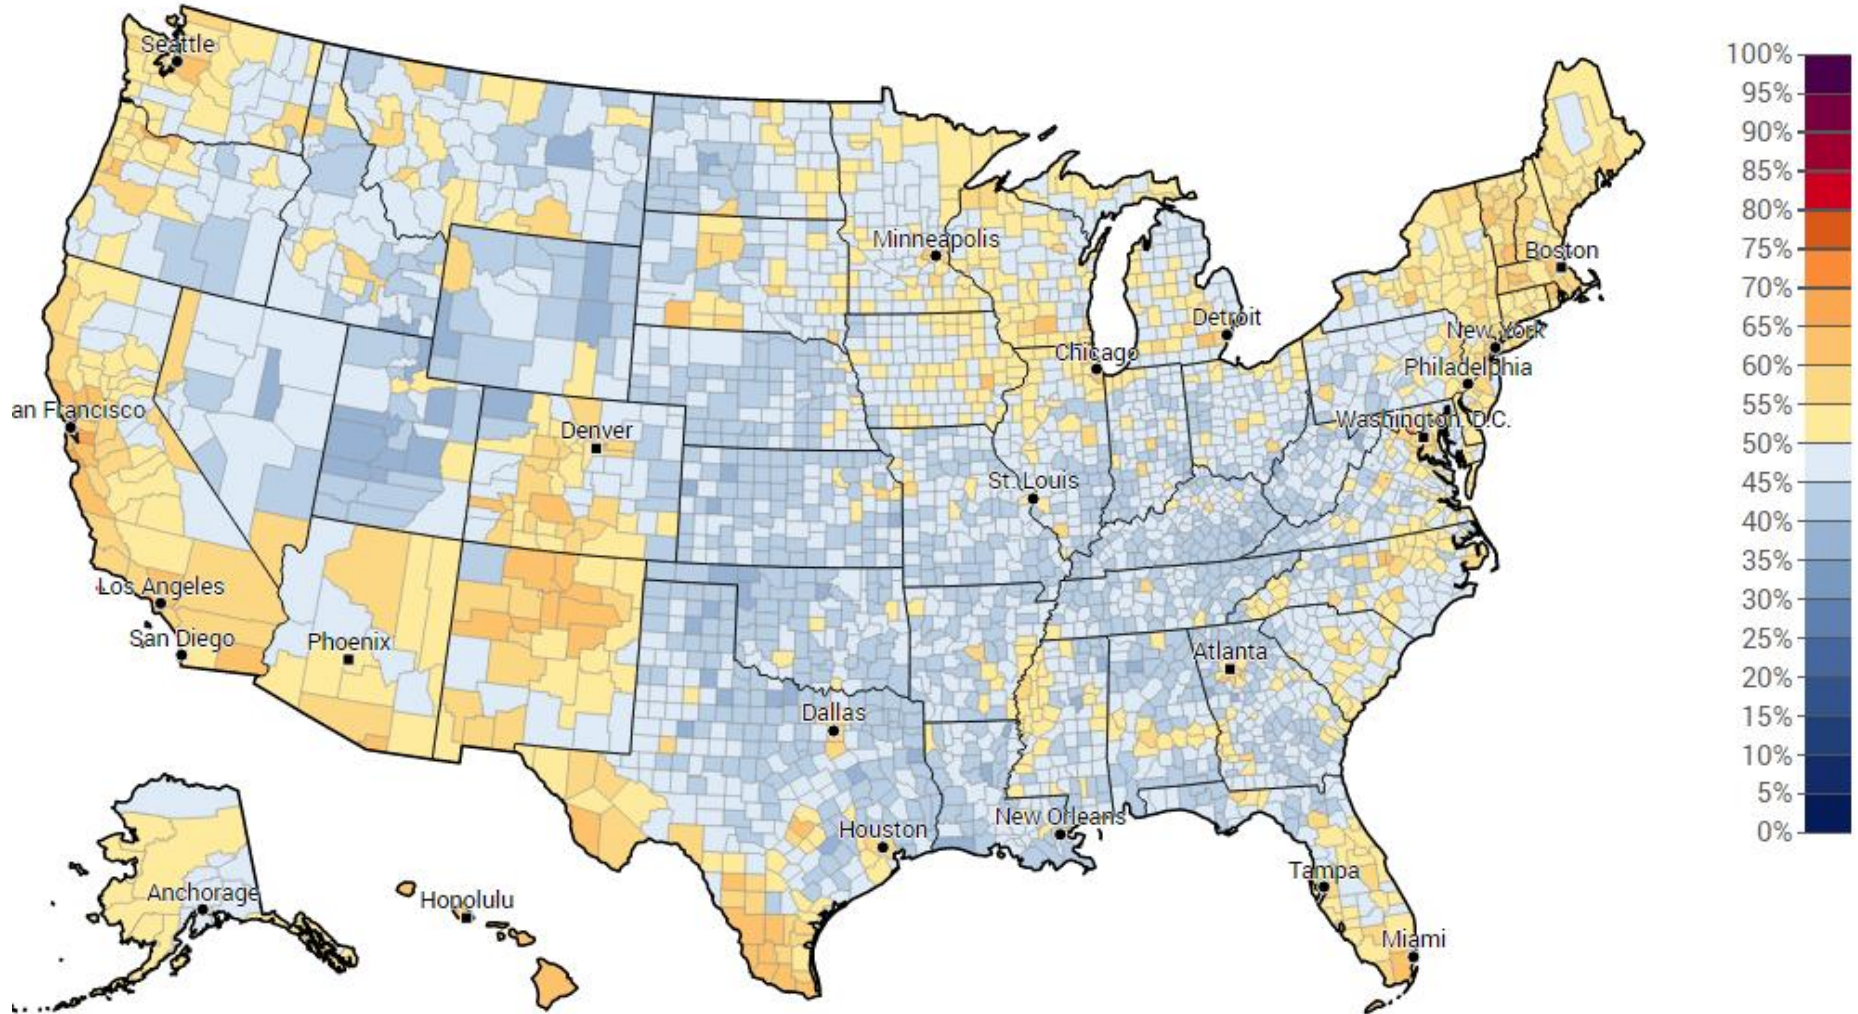 Seattle
Minneapolis
Boston
Detroit
New York
Chicago
Philadelphia
an Francisco
Washington, D.C.
Denver
St. Louis
Los Angeles
San Diego
Phoenix
Atlanta
Dallas
New Orleans
Houston
Tampa
Anchorage
Honolulu
Miami
100%
95%
90%
85%
80%
75%
70%
65%
60%
55%
50%
45%
40%
35%
30%
25%
20%
15%
10%
5%
0%